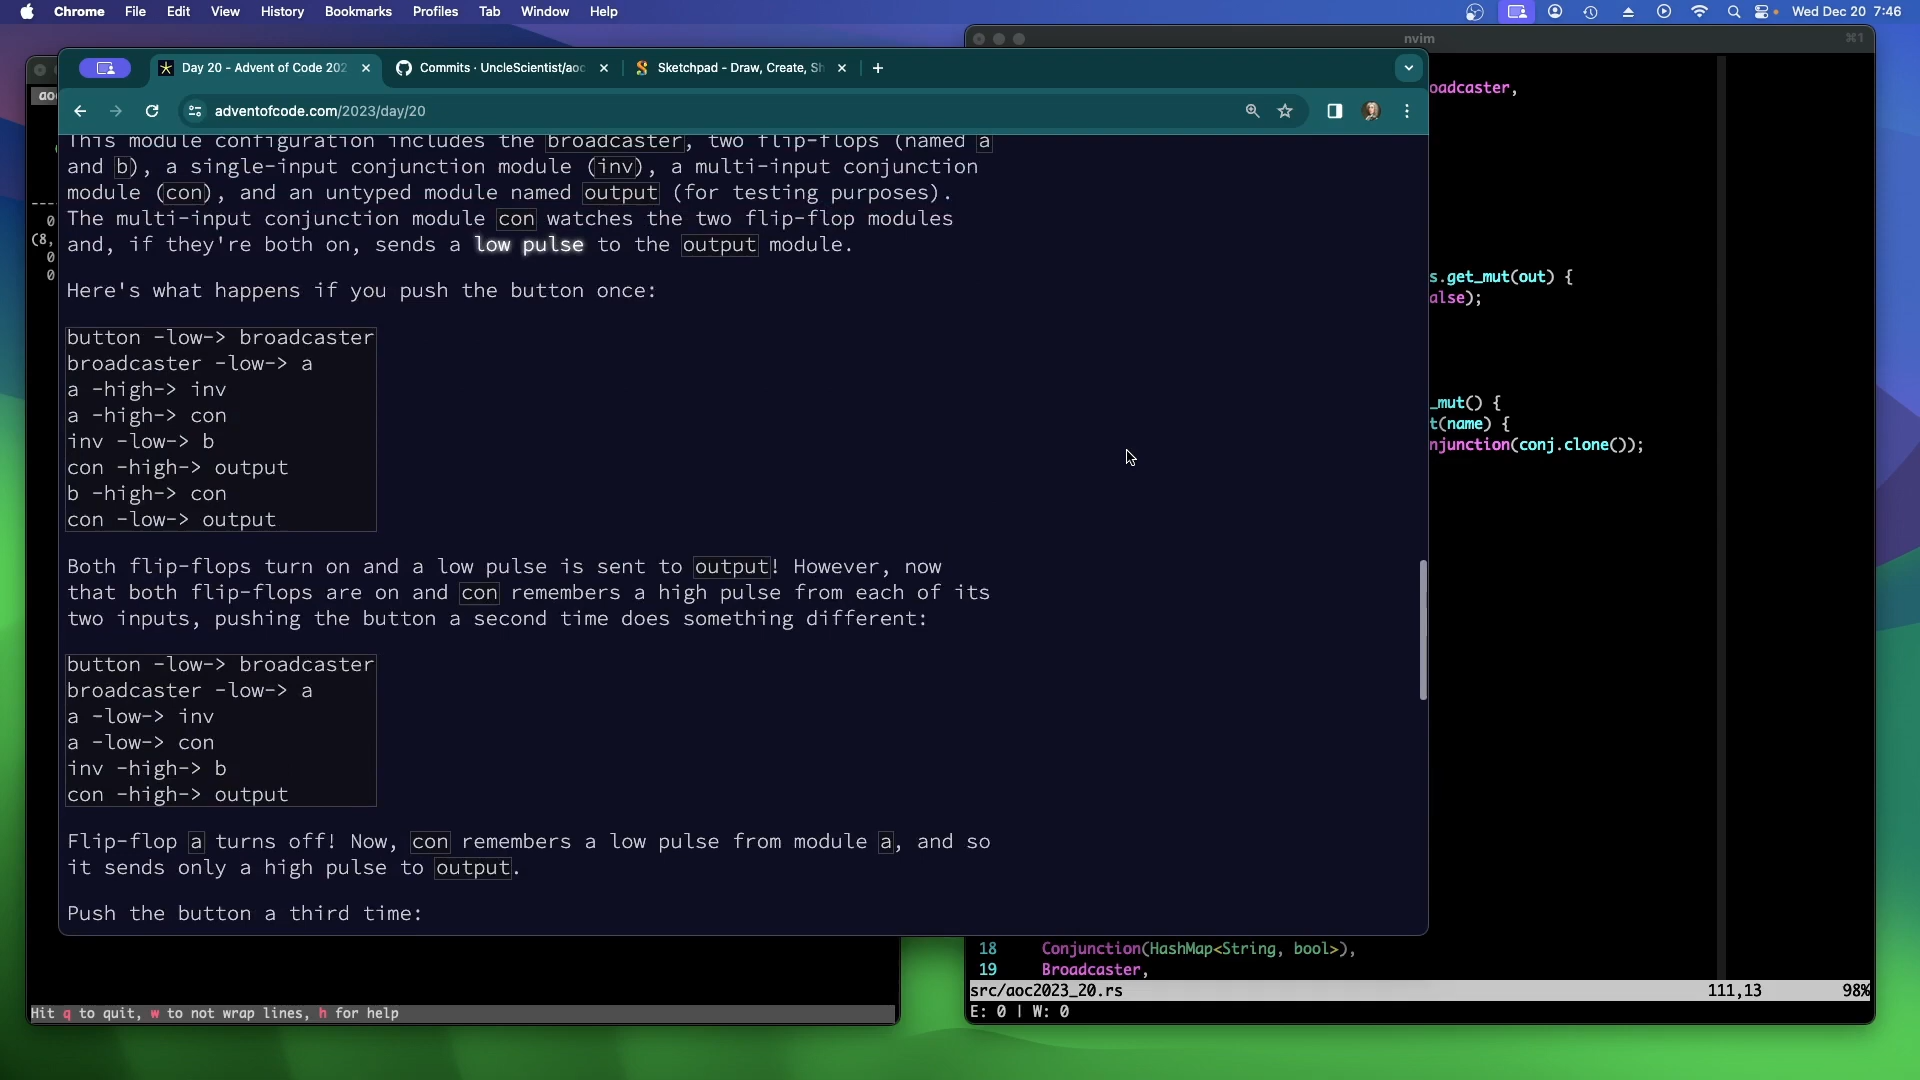 Chrome File Edit View History Bookmarks Profiles Tab Window Help Wed Dec 20 7:46
nvim ⌘1
Day 20 - Advent of Code 202 Commits · UncleScientist/aoc Sketchpad - Draw, Create, Sh
adventofcode.com/2023/day/20
This module configuration includes the broadcaster, two flip-flops (named a
and b), a single-input conjunction module (inv), a multi-input conjunction
module (con), and an untyped module named output (for testing purposes).
The multi-input conjunction module con watches the two flip-flop modules
and, if they're both on, sends a low pulse to the output module.
Here's what happens if you push the button once:
button -low-> broadcaster
broadcaster -low-> a
a -high-> inv
a -high-> con
inv -low-> b
con -high-> output
b -high-> con
con -low-> output
Both flip-flops turn on and a low pulse is sent to output! However, now
that both flip-flops are on and con remembers a high pulse from each of its
two inputs, pushing the button a second time does something different:
button -low-> broadcaster
broadcaster -low-> a
a -low-> inv
a -low-> con
inv -high-> b
con -high-> output
Flip-flop a turns off! Now, con remembers a low pulse from module a, and so
it sends only a high pulse to output.
Push the button a third time:
ao
----
0
(8,
0
0
Hit q to quit, w to not wrap lines, h for help
oadcaster,
s.get_mut(out) {
alse);
_mut() {
t(name) {
njunction(conj.clone());
18 Conjunction(HashMap<String, bool>),
19 Broadcaster,
src/aoc2023_20.rs 111,13 98%
E: 0 | W: 0